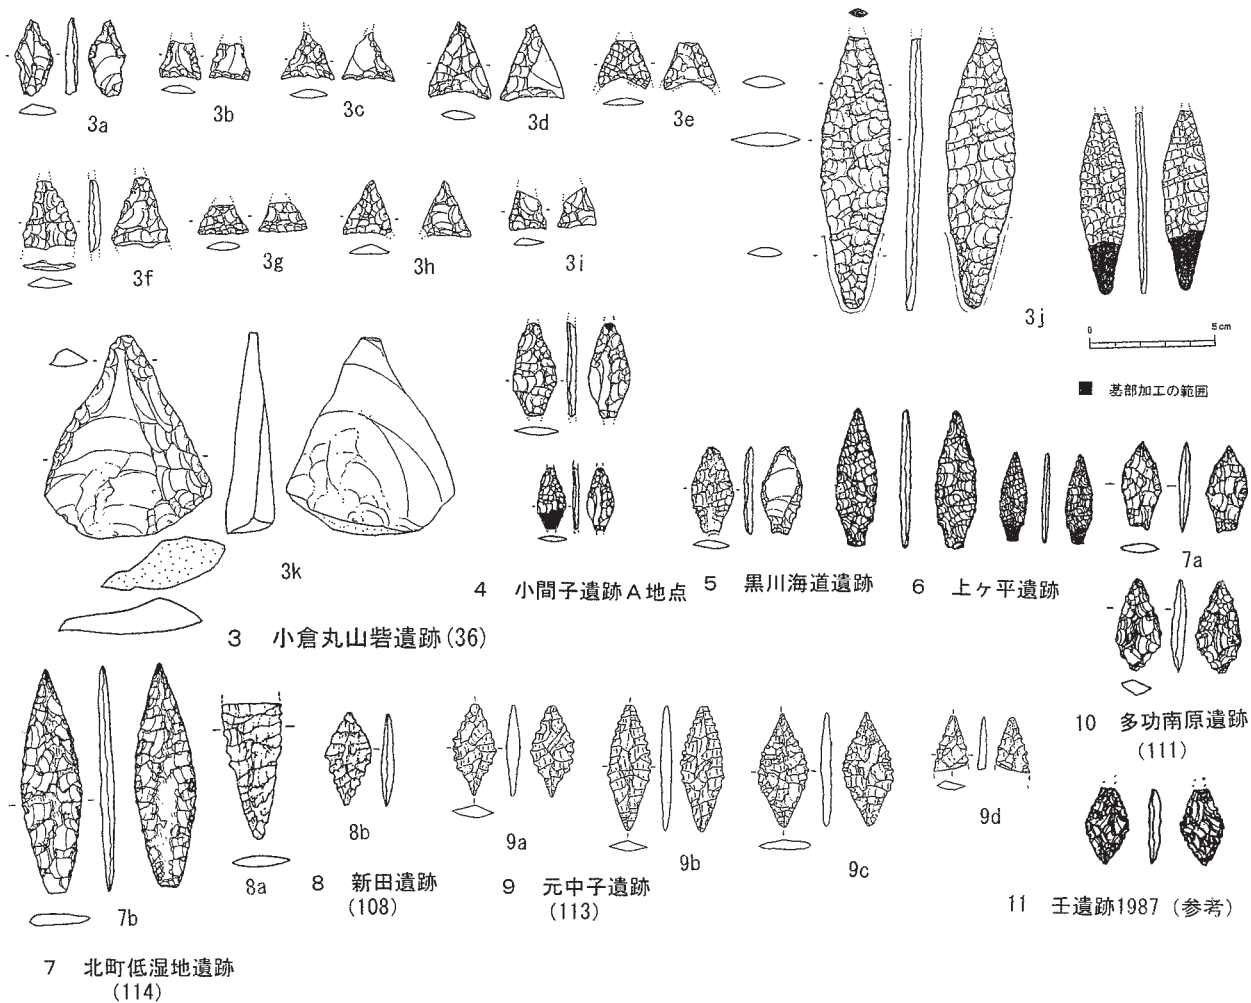 3a
3b
3c
3d
3e
3f
3g
3h
3i
3j
0 5cm
■ 基部加工の範囲
3k
3 小倉丸山砦遺跡(36)
4 小間子遺跡A地点
5 黒川海道遺跡
6 上ヶ平遺跡
7a
10 多功南原遺跡
(111)
7b
7 北町低湿地遺跡
(114)
8a
8b
8 新田遺跡
(108)
9a
9b
9c
9d
9 元中子遺跡
(113)
11 壬遺跡1987(参考)